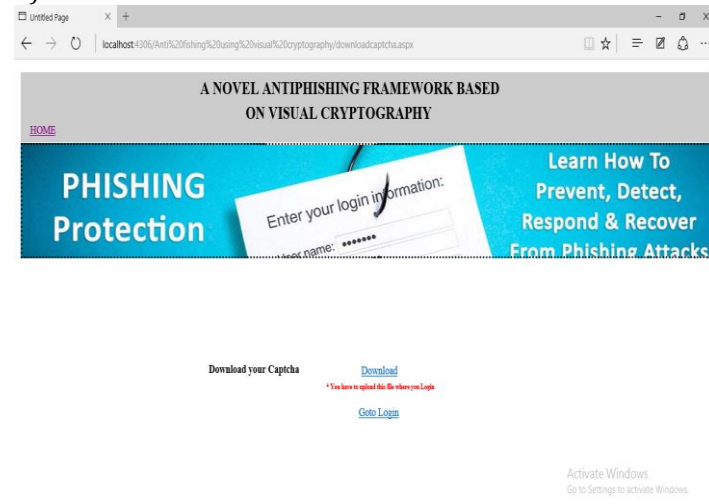 Untitled Page
localhost:4306/Anti%20fishing%20using%20visual%20cryptography/downloadcaptcha.aspx
A NOVEL ANTIPHISHING FRAMEWORK BASED
ON VISUAL CRYPTOGRAPHY
HOME
PHISHING
Protection
Enter your login information:
User name:
Learn How To
Prevent, Detect,
Respond & Recover
From Phishing Attacks
Download your Captcha
Download
* You have to upload this file where you Login
Goto Login
Activate Windows
Go to Settings to activate Windows.